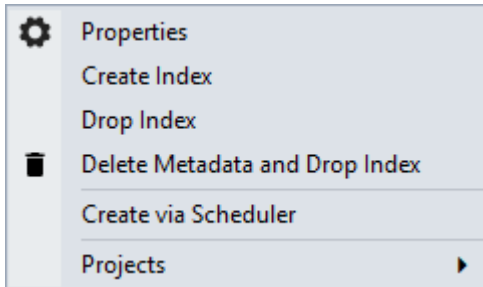 Properties
Create Index
Drop Index
Delete Metadata and Drop Index
Create via Scheduler
Projects